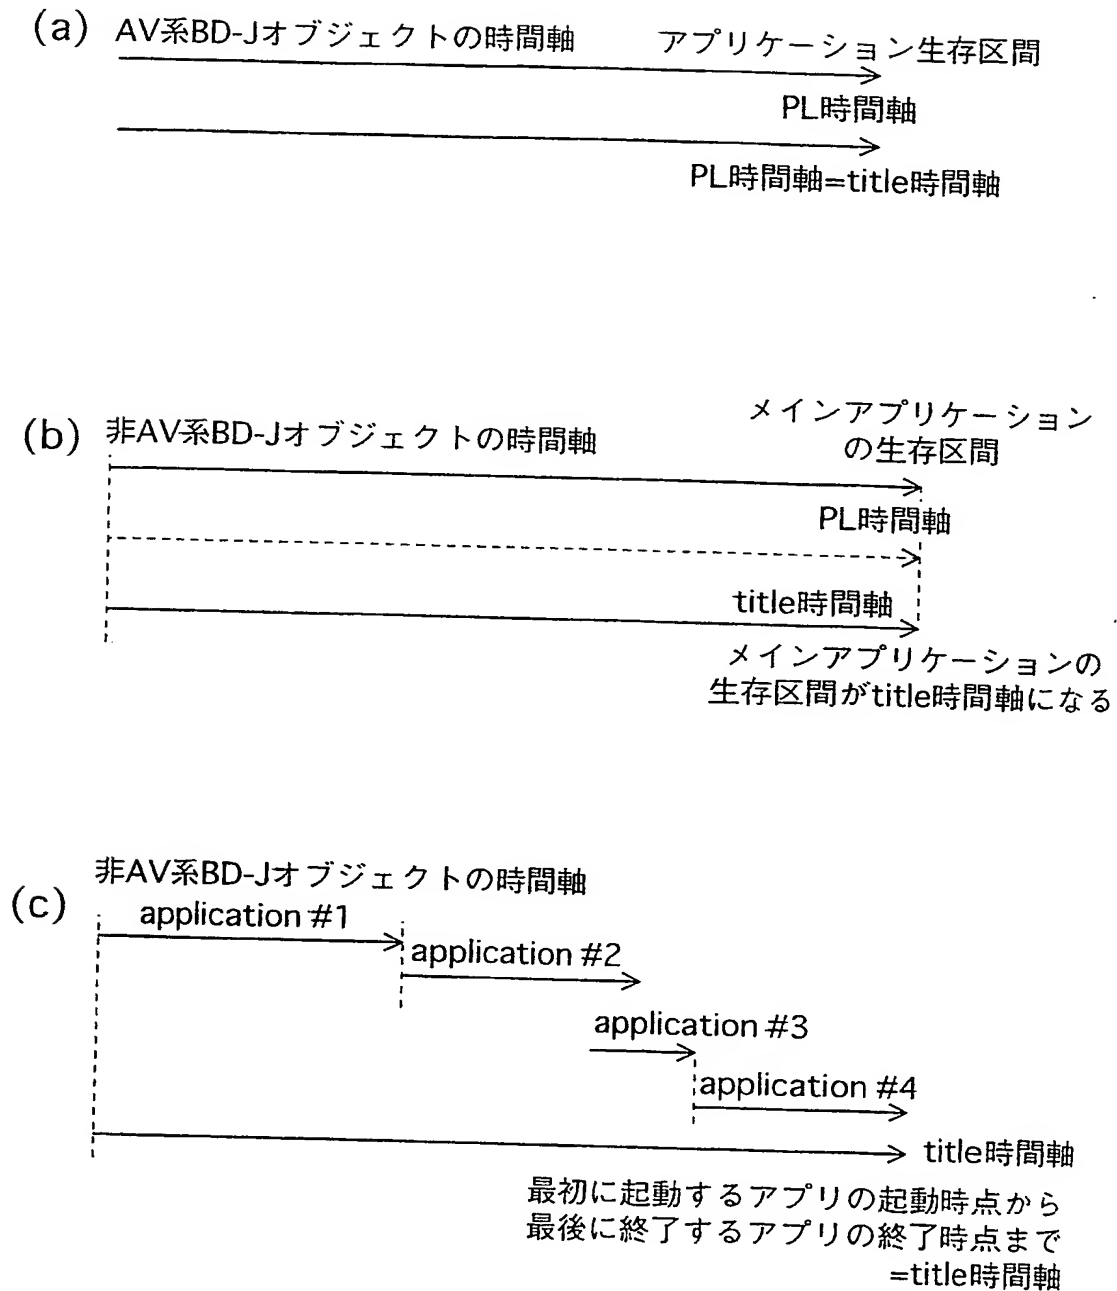 (a) AV系BD-Jオブジェクトの時間軸
アプリケーション生存区間
PL時間軸
PL時間軸=title時間軸
(b) 非AV系BD-Jオブジェクトの時間軸
メインアプリケーション
の生存区間
PL時間軸
title時間軸
メインアプリケーションの
生存区間がtitle時間軸になる
(c) 非AV系BD-Jオブジェクトの時間軸
application #1
application #2
application #3
application #4
title時間軸
最初に起動するアプリの起動時点から
最後に終了するアプリの終了時点まで
=title時間軸